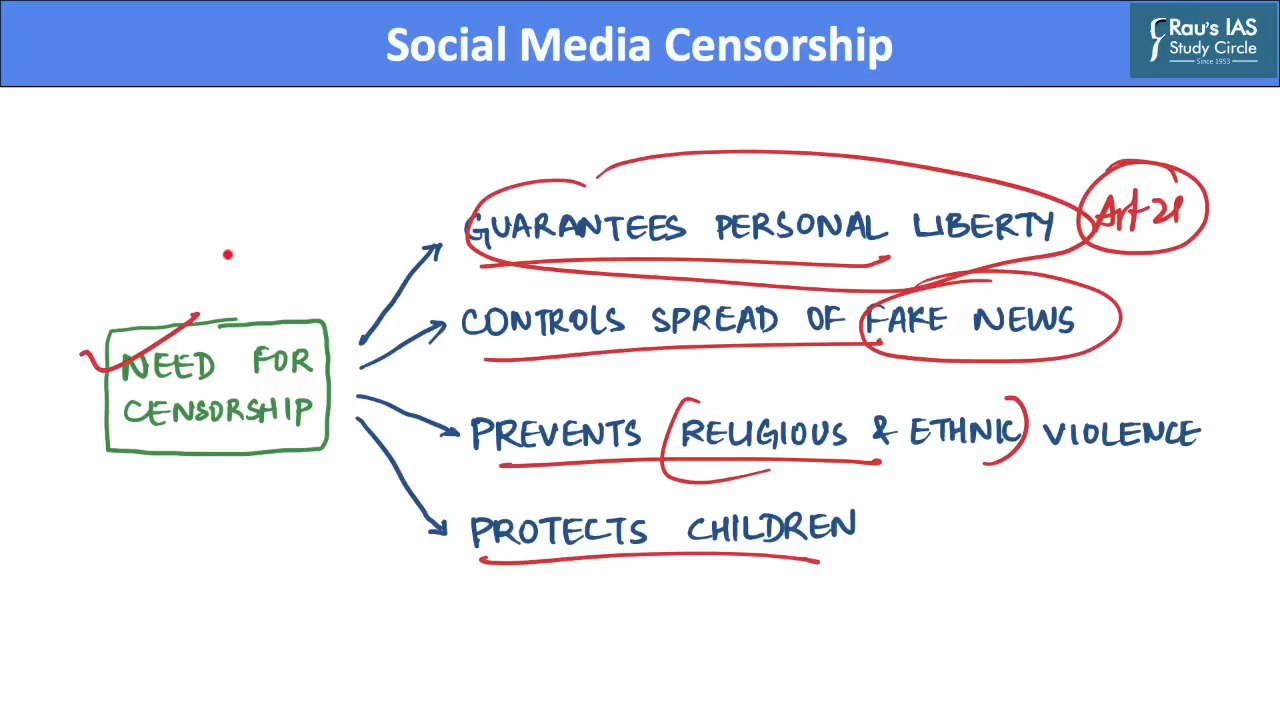 Social Media Censorship
Rau's IAS
Study Circle
Since 1953
GUARANTEES PERSONAL LIBERTY
Art 21
CONTROLS SPREAD OF FAKE NEWS
NEED FOR
CENSORSHIP
PREVENTS (RELIGIOUS & ETHNIC) VIOLENCE
PROTECTS CHILDREN